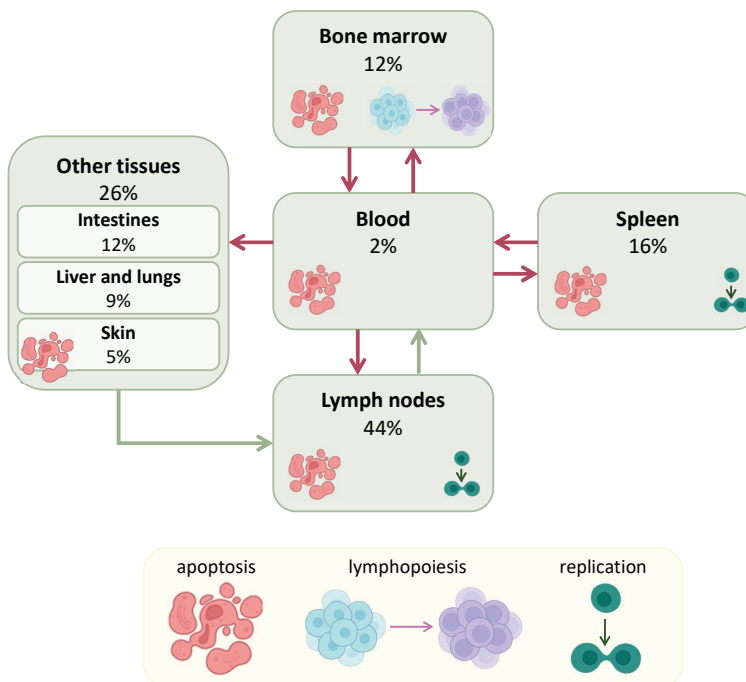 Bone marrow
12%
Other tissues
26%
Intestines
12%
Liver and lungs
9%
Skin
5%
Blood
2%
Spleen
16%
Lymph nodes
44%
apoptosis
lymphopoiesis
replication